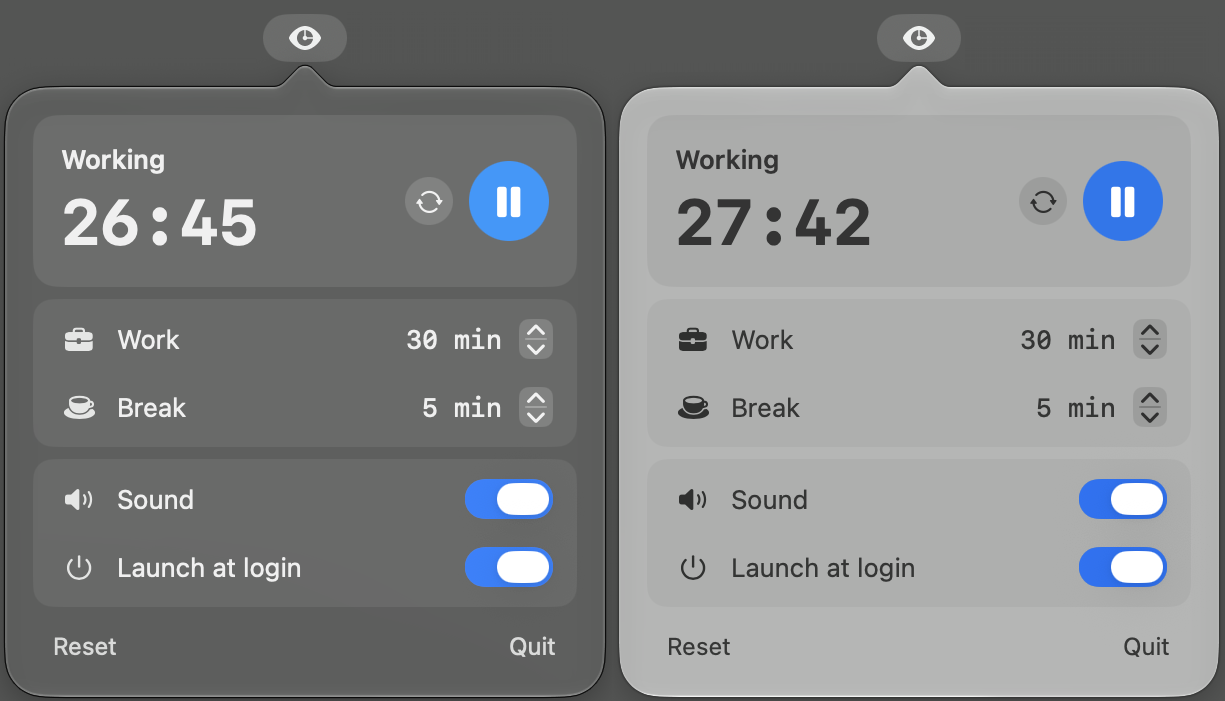 Working
26:45
Work 30 min
Break 5 min
Sound
Launch at login
Reset Quit
Working
27:42
Work 30 min
Break 5 min
Sound
Launch at login
Reset Quit